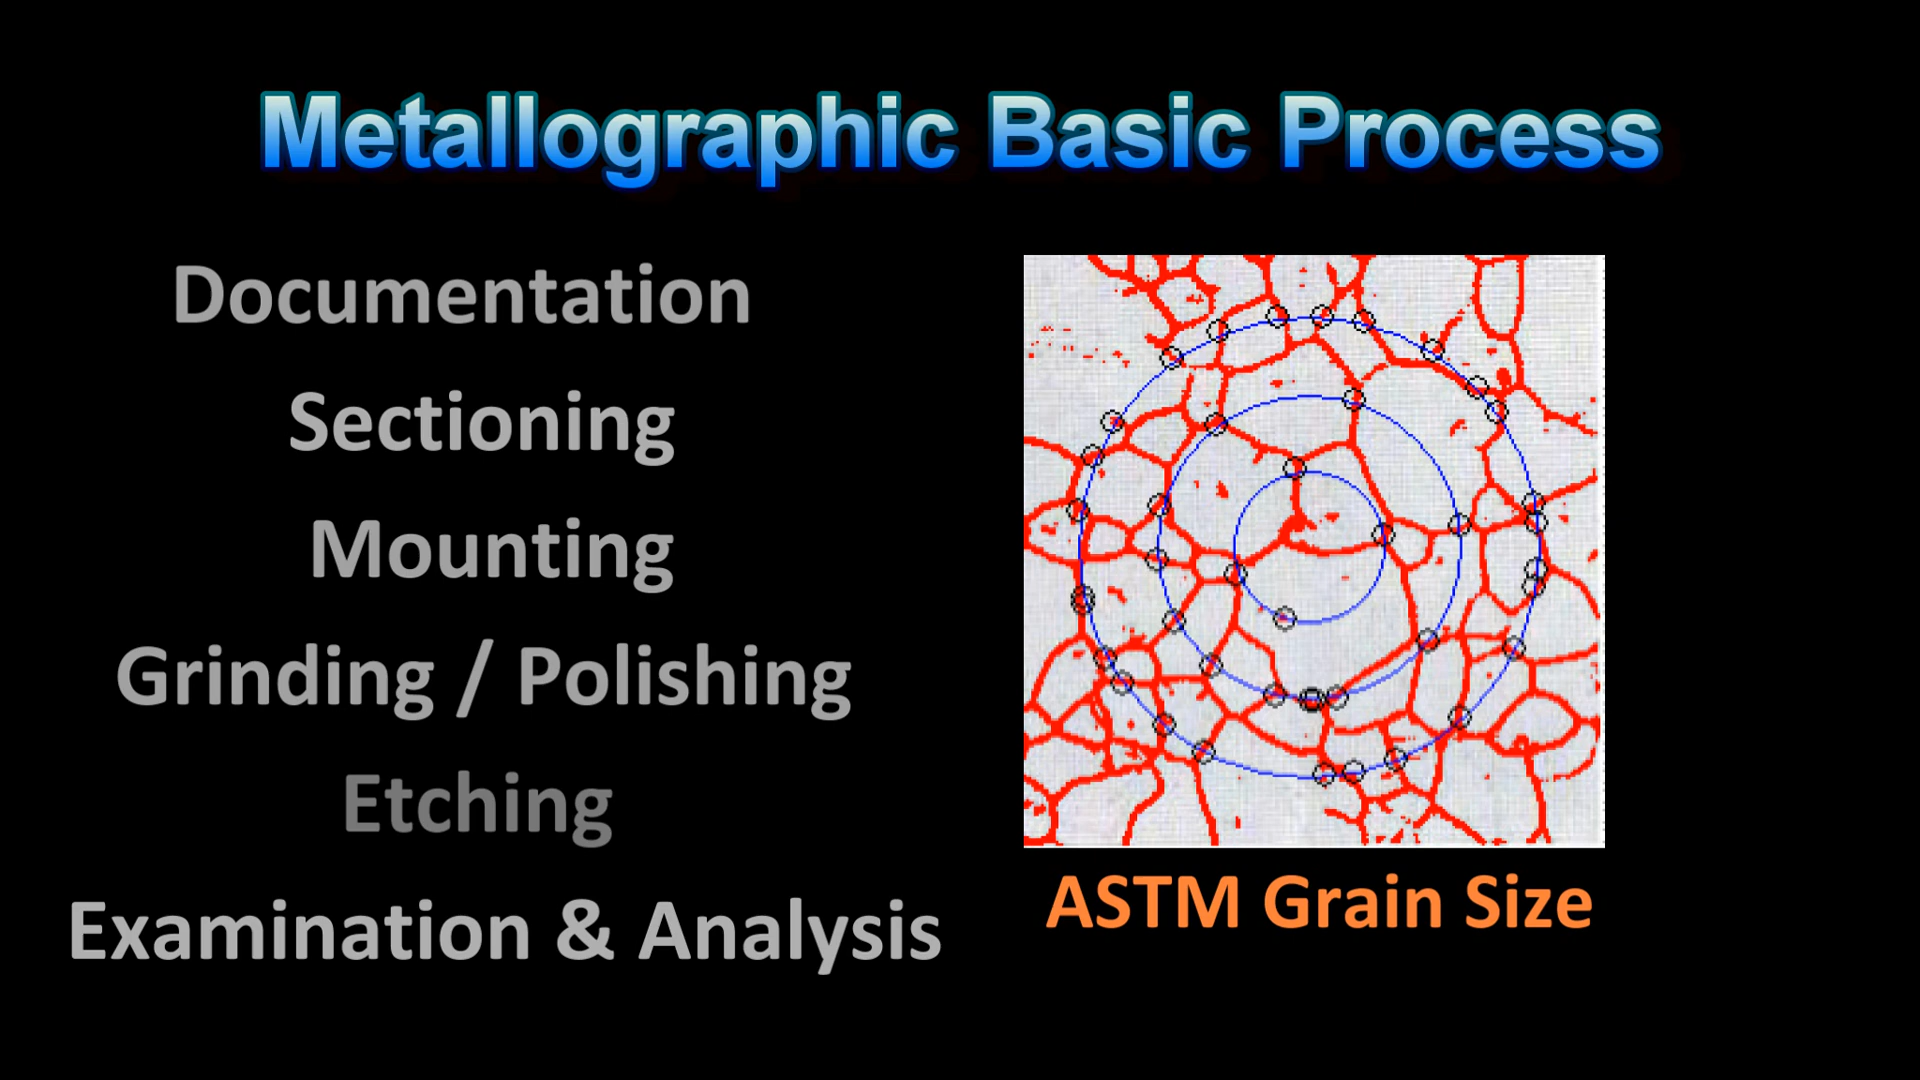 Metallographic Basic Process
Documentation
Sectioning
Mounting
Grinding / Polishing
Etching
Examination & Analysis
ASTM Grain Size